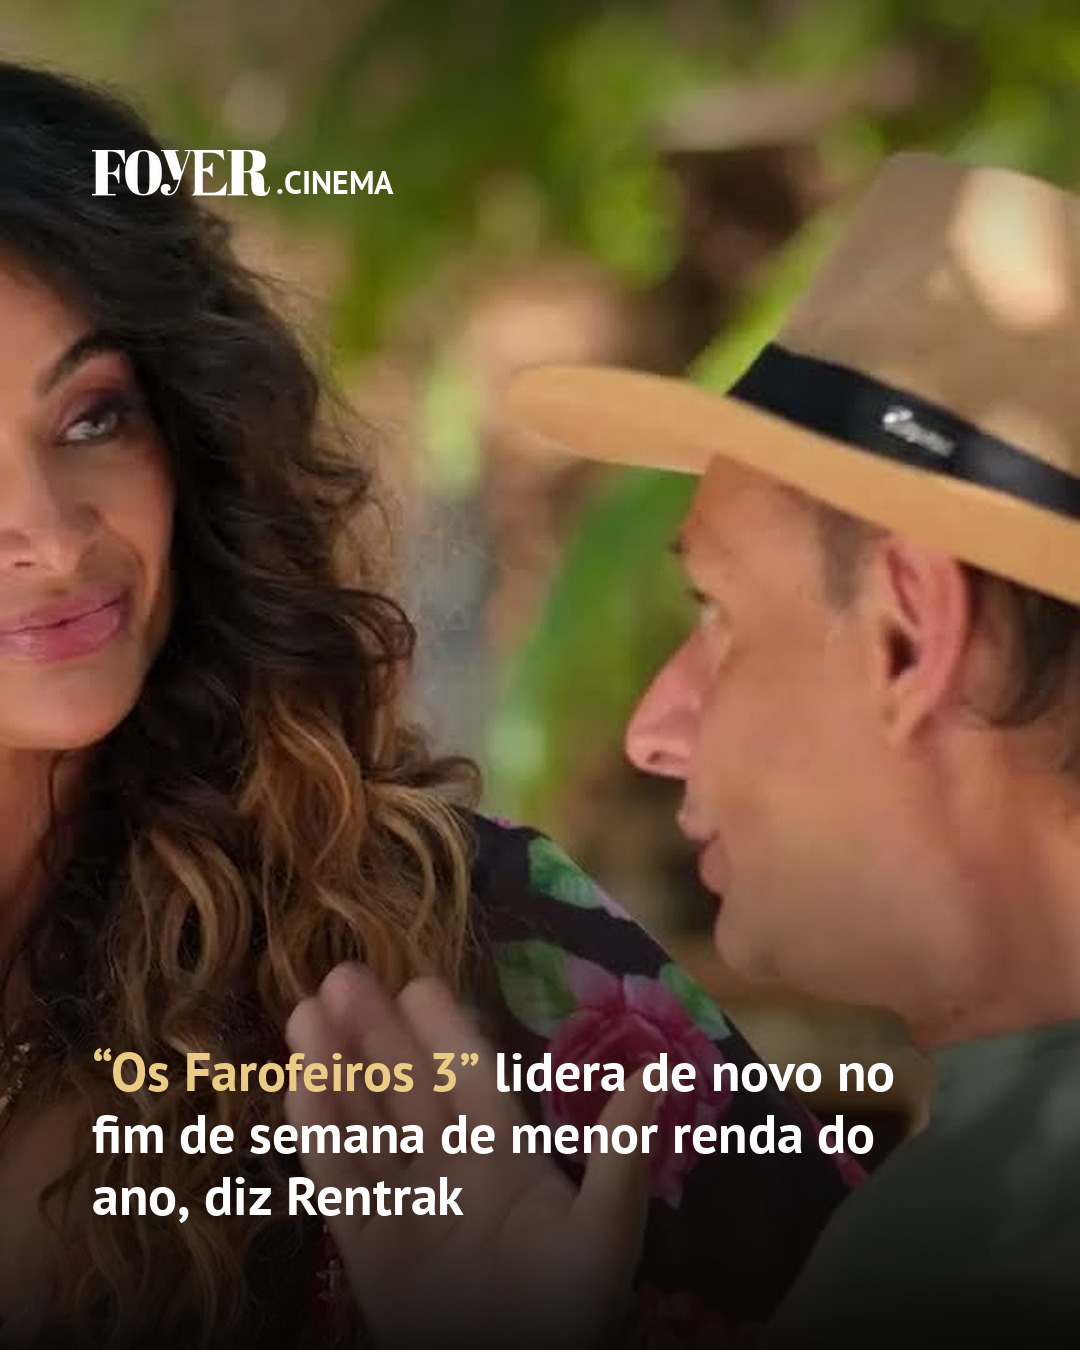 FOYER.CINEMA
“Os Farofeiros 3” lidera de novo no
fim de semana de menor renda do
ano, diz Rentrak